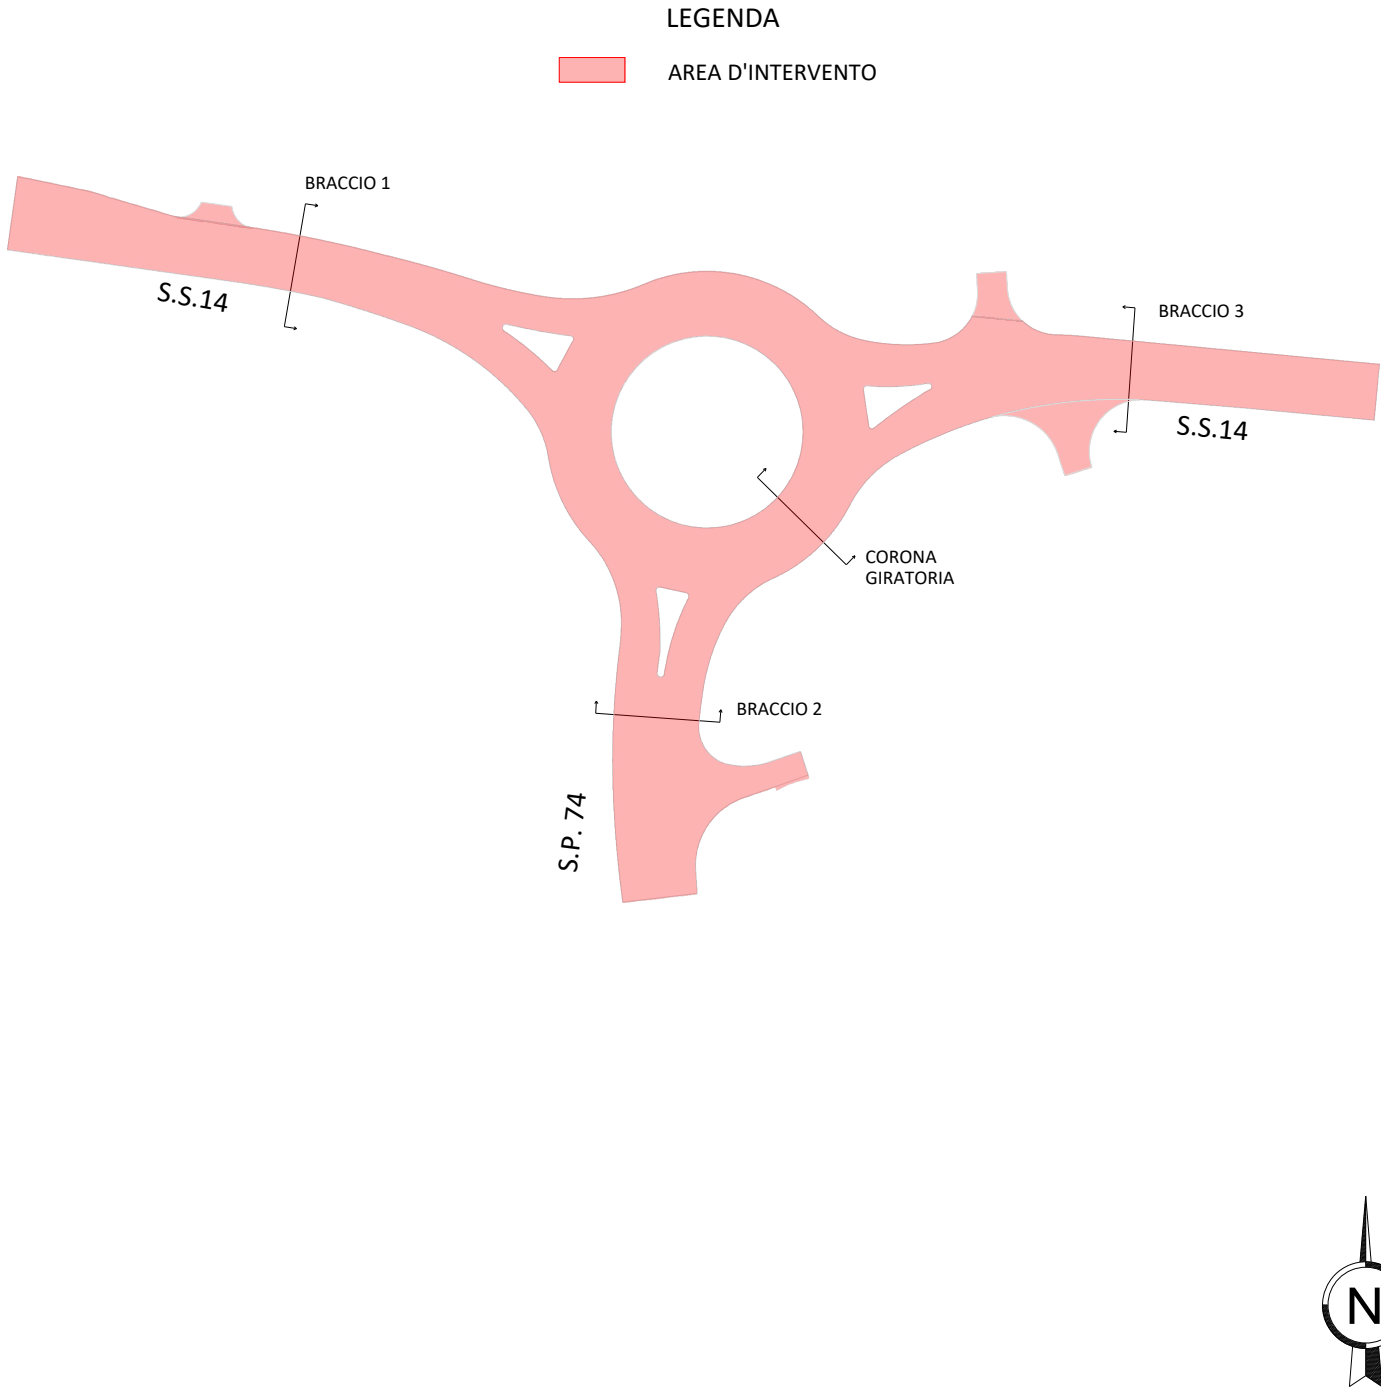 LEGENDA
AREA D'INTERVENTO
BRACCIO 1
S.S.14
BRACCIO 3
S.S.14
CORONA
GIRATORIA
BRACCIO 2
S.P. 74
N